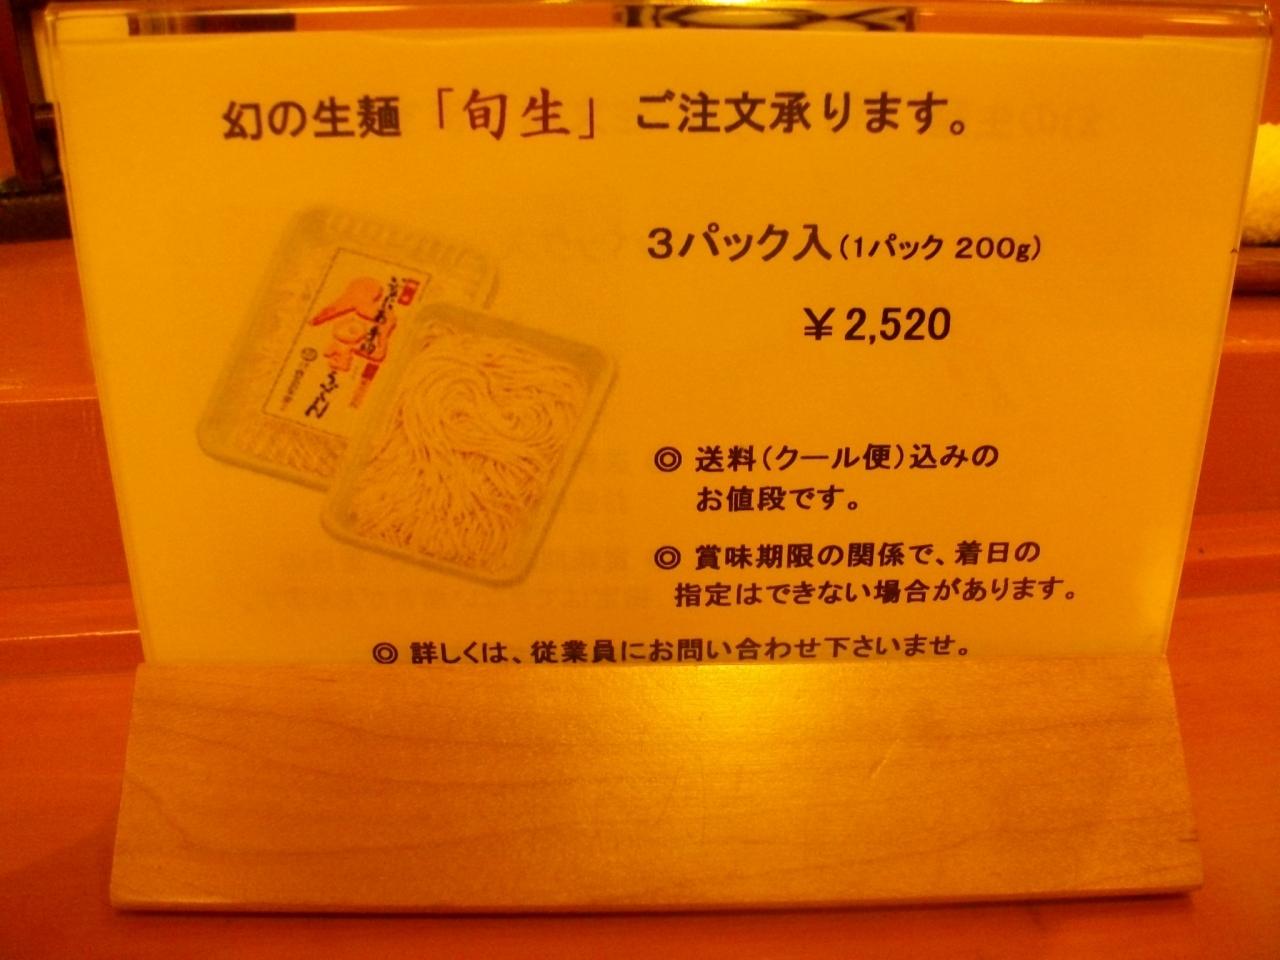 幻の生麺「旬生」ご注文承ります。
3パック入(1パック 200g)
￥2,520
◎ 送料(クール便)込みの
お値段です。
◎ 賞味期限の関係で、着日の
指定はできない場合があります。
◎ 詳しくは、従業員にお問い合わせ下さいませ。
うどん